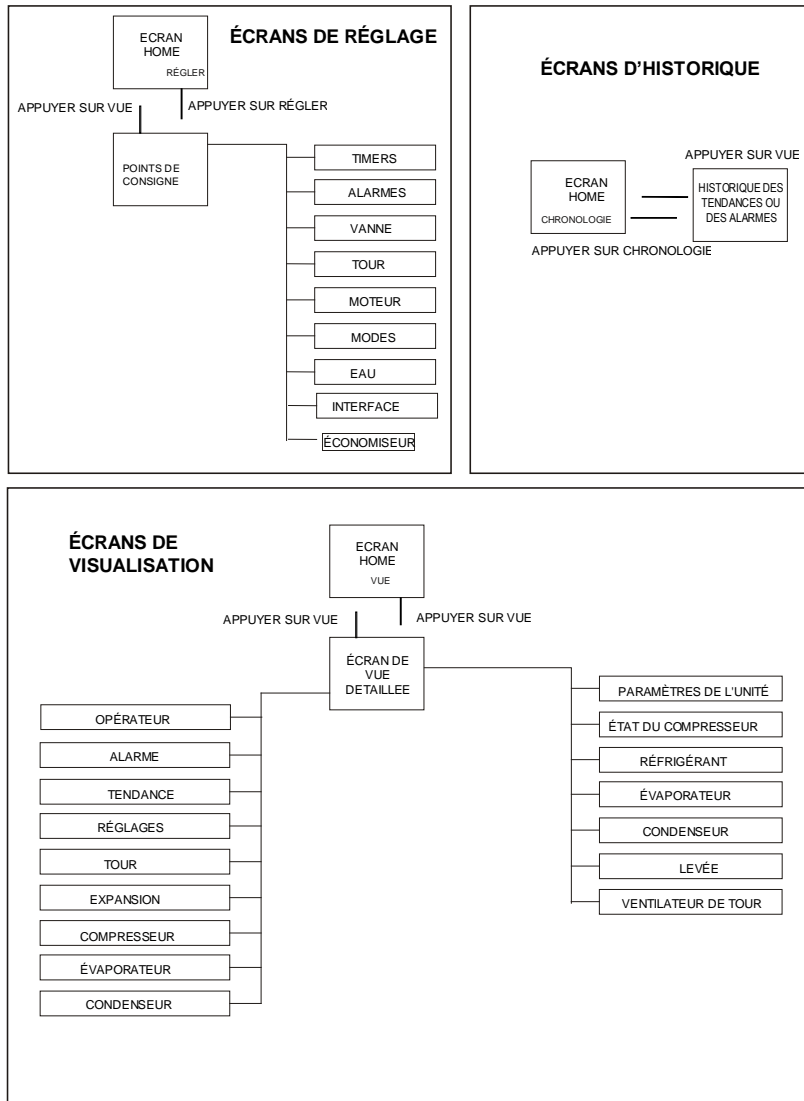 ÉCRANS DE RÉGLAGE
ECRAN
HOME
RÉGLER
APPUYER SUR VUE
APPUYER SUR RÉGLER
POINTS DE
CONSIGNE
TIMERS
ALARMES
VANNE
TOUR
MOTEUR
MODES
EAU
INTERFACE
ÉCONOMISEUR
ÉCRANS D'HISTORIQUE
APPUYER SUR VUE
ECRAN
HOME
CHRONOLOGIE
HISTORIQUE DES
TENDANCES OU
DES ALARMES
APPUYER SUR CHRONOLOGIE
ÉCRANS DE
VISUALISATION
ECRAN
HOME
VUE
APPUYER SUR VUE
APPUYER SUR VUE
ÉCRAN DE
VUE
DETAILLEE
OPÉRATEUR
ALARME
TENDANCE
RÉGLAGES
TOUR
EXPANSION
COMPRESSEUR
ÉVAPORATEUR
CONDENSEUR
PARAMÈTRES DE L'UNITÉ
ÉTAT DU COMPRESSEUR
RÉFRIGÉRANT
ÉVAPORATEUR
CONDENSEUR
LEVÉE
VENTILATEUR DE TOUR